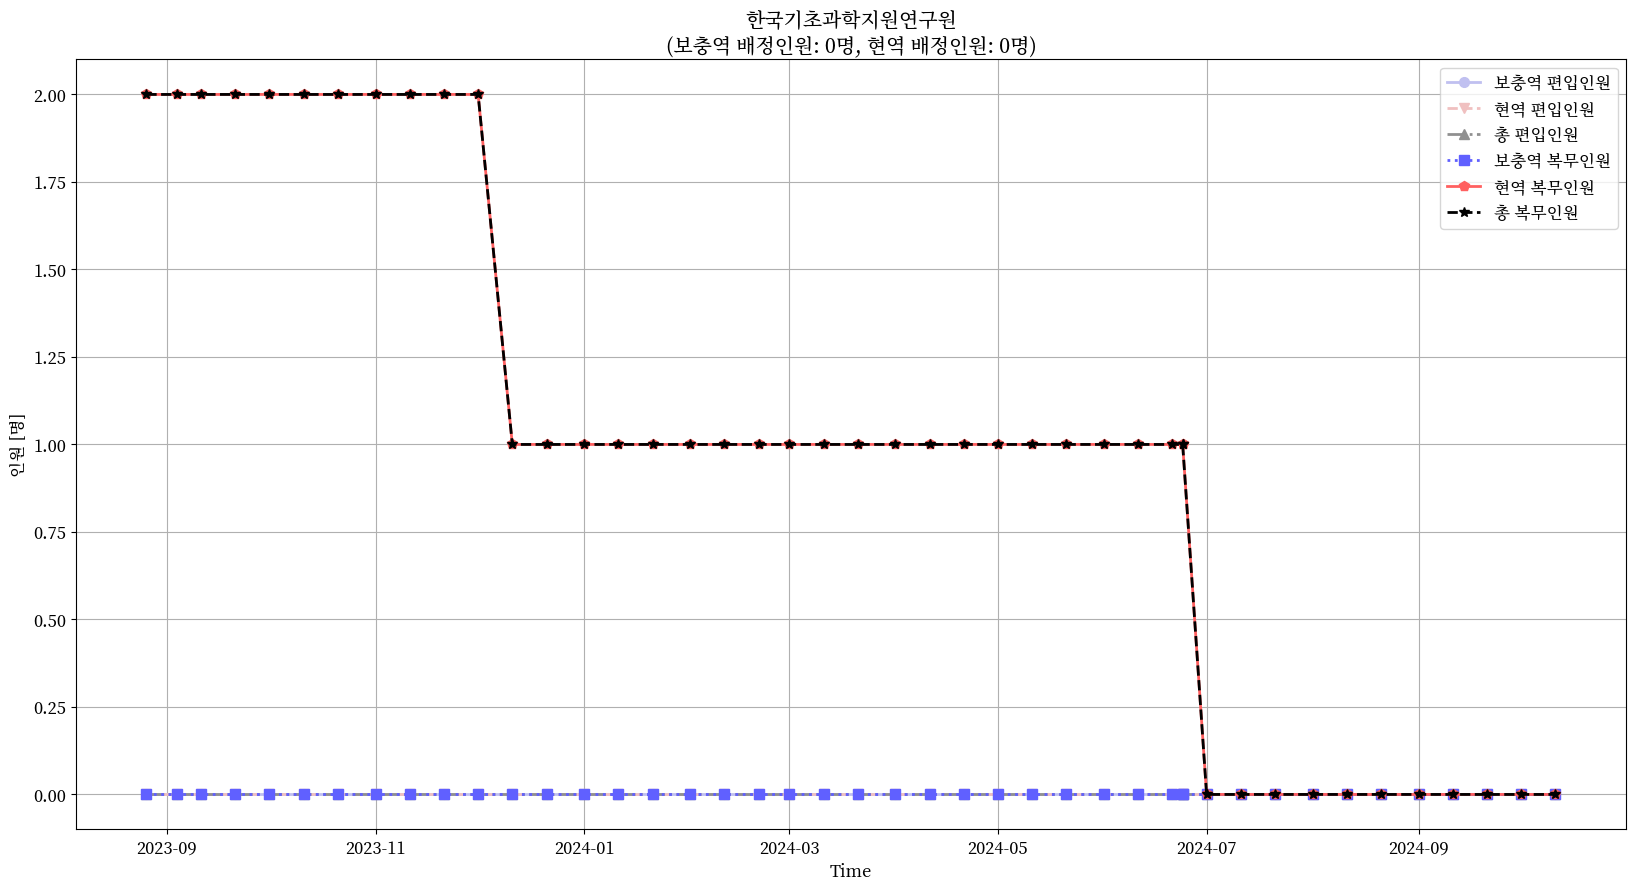 한국기초과학지원연구원
(보충역 배정인원: 0명, 현역 배정인원: 0명)
보충역 편입인원
현역 편입인원
총 편입인원
보충역 복무인원
현역 복무인원
총 복무인원
인원 [명]
2.00
1.75
1.50
1.25
1.00
0.75
0.50
0.25
0.00
2023-09
2023-11
2024-01
2024-03
2024-05
2024-07
2024-09
Time